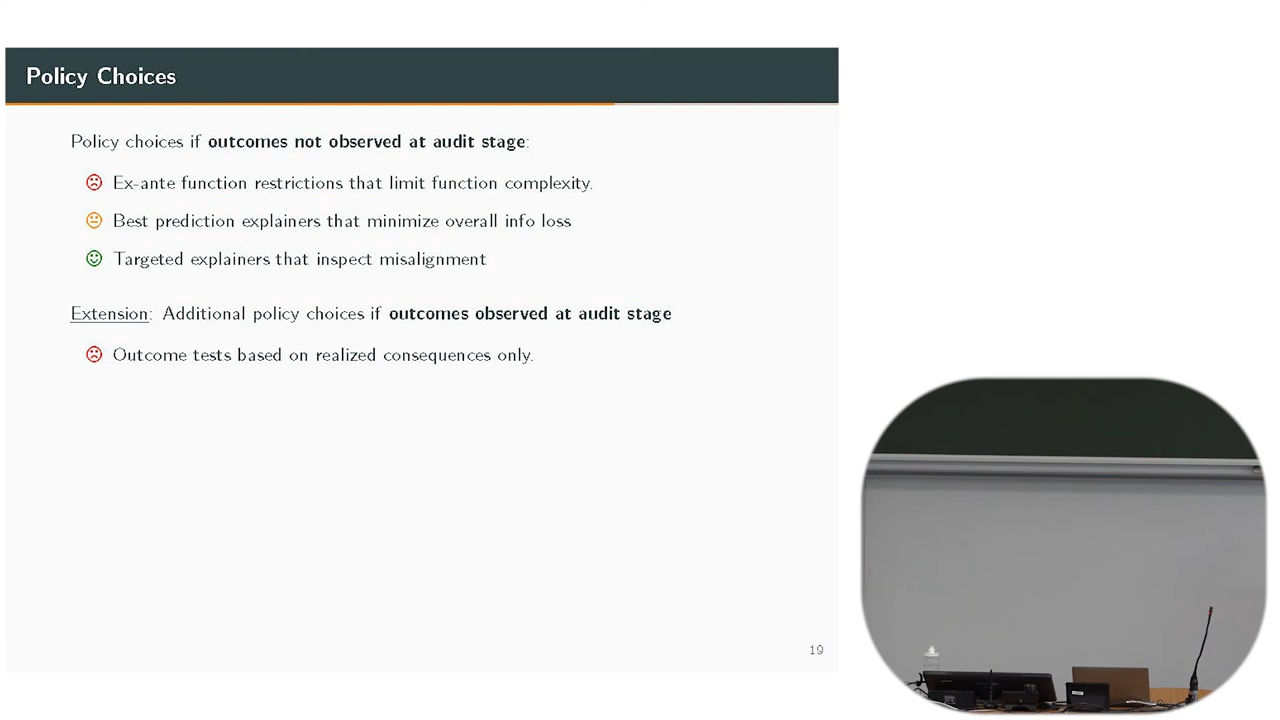 Policy Choices
Policy choices if outcomes not observed at audit stage:
Ex-ante function restrictions that limit function complexity.
Best prediction explainers that minimize overall info loss
Targeted explainers that inspect misalignment
Extension: Additional policy choices if outcomes observed at audit stage
Outcome tests based on realized consequences only.
19